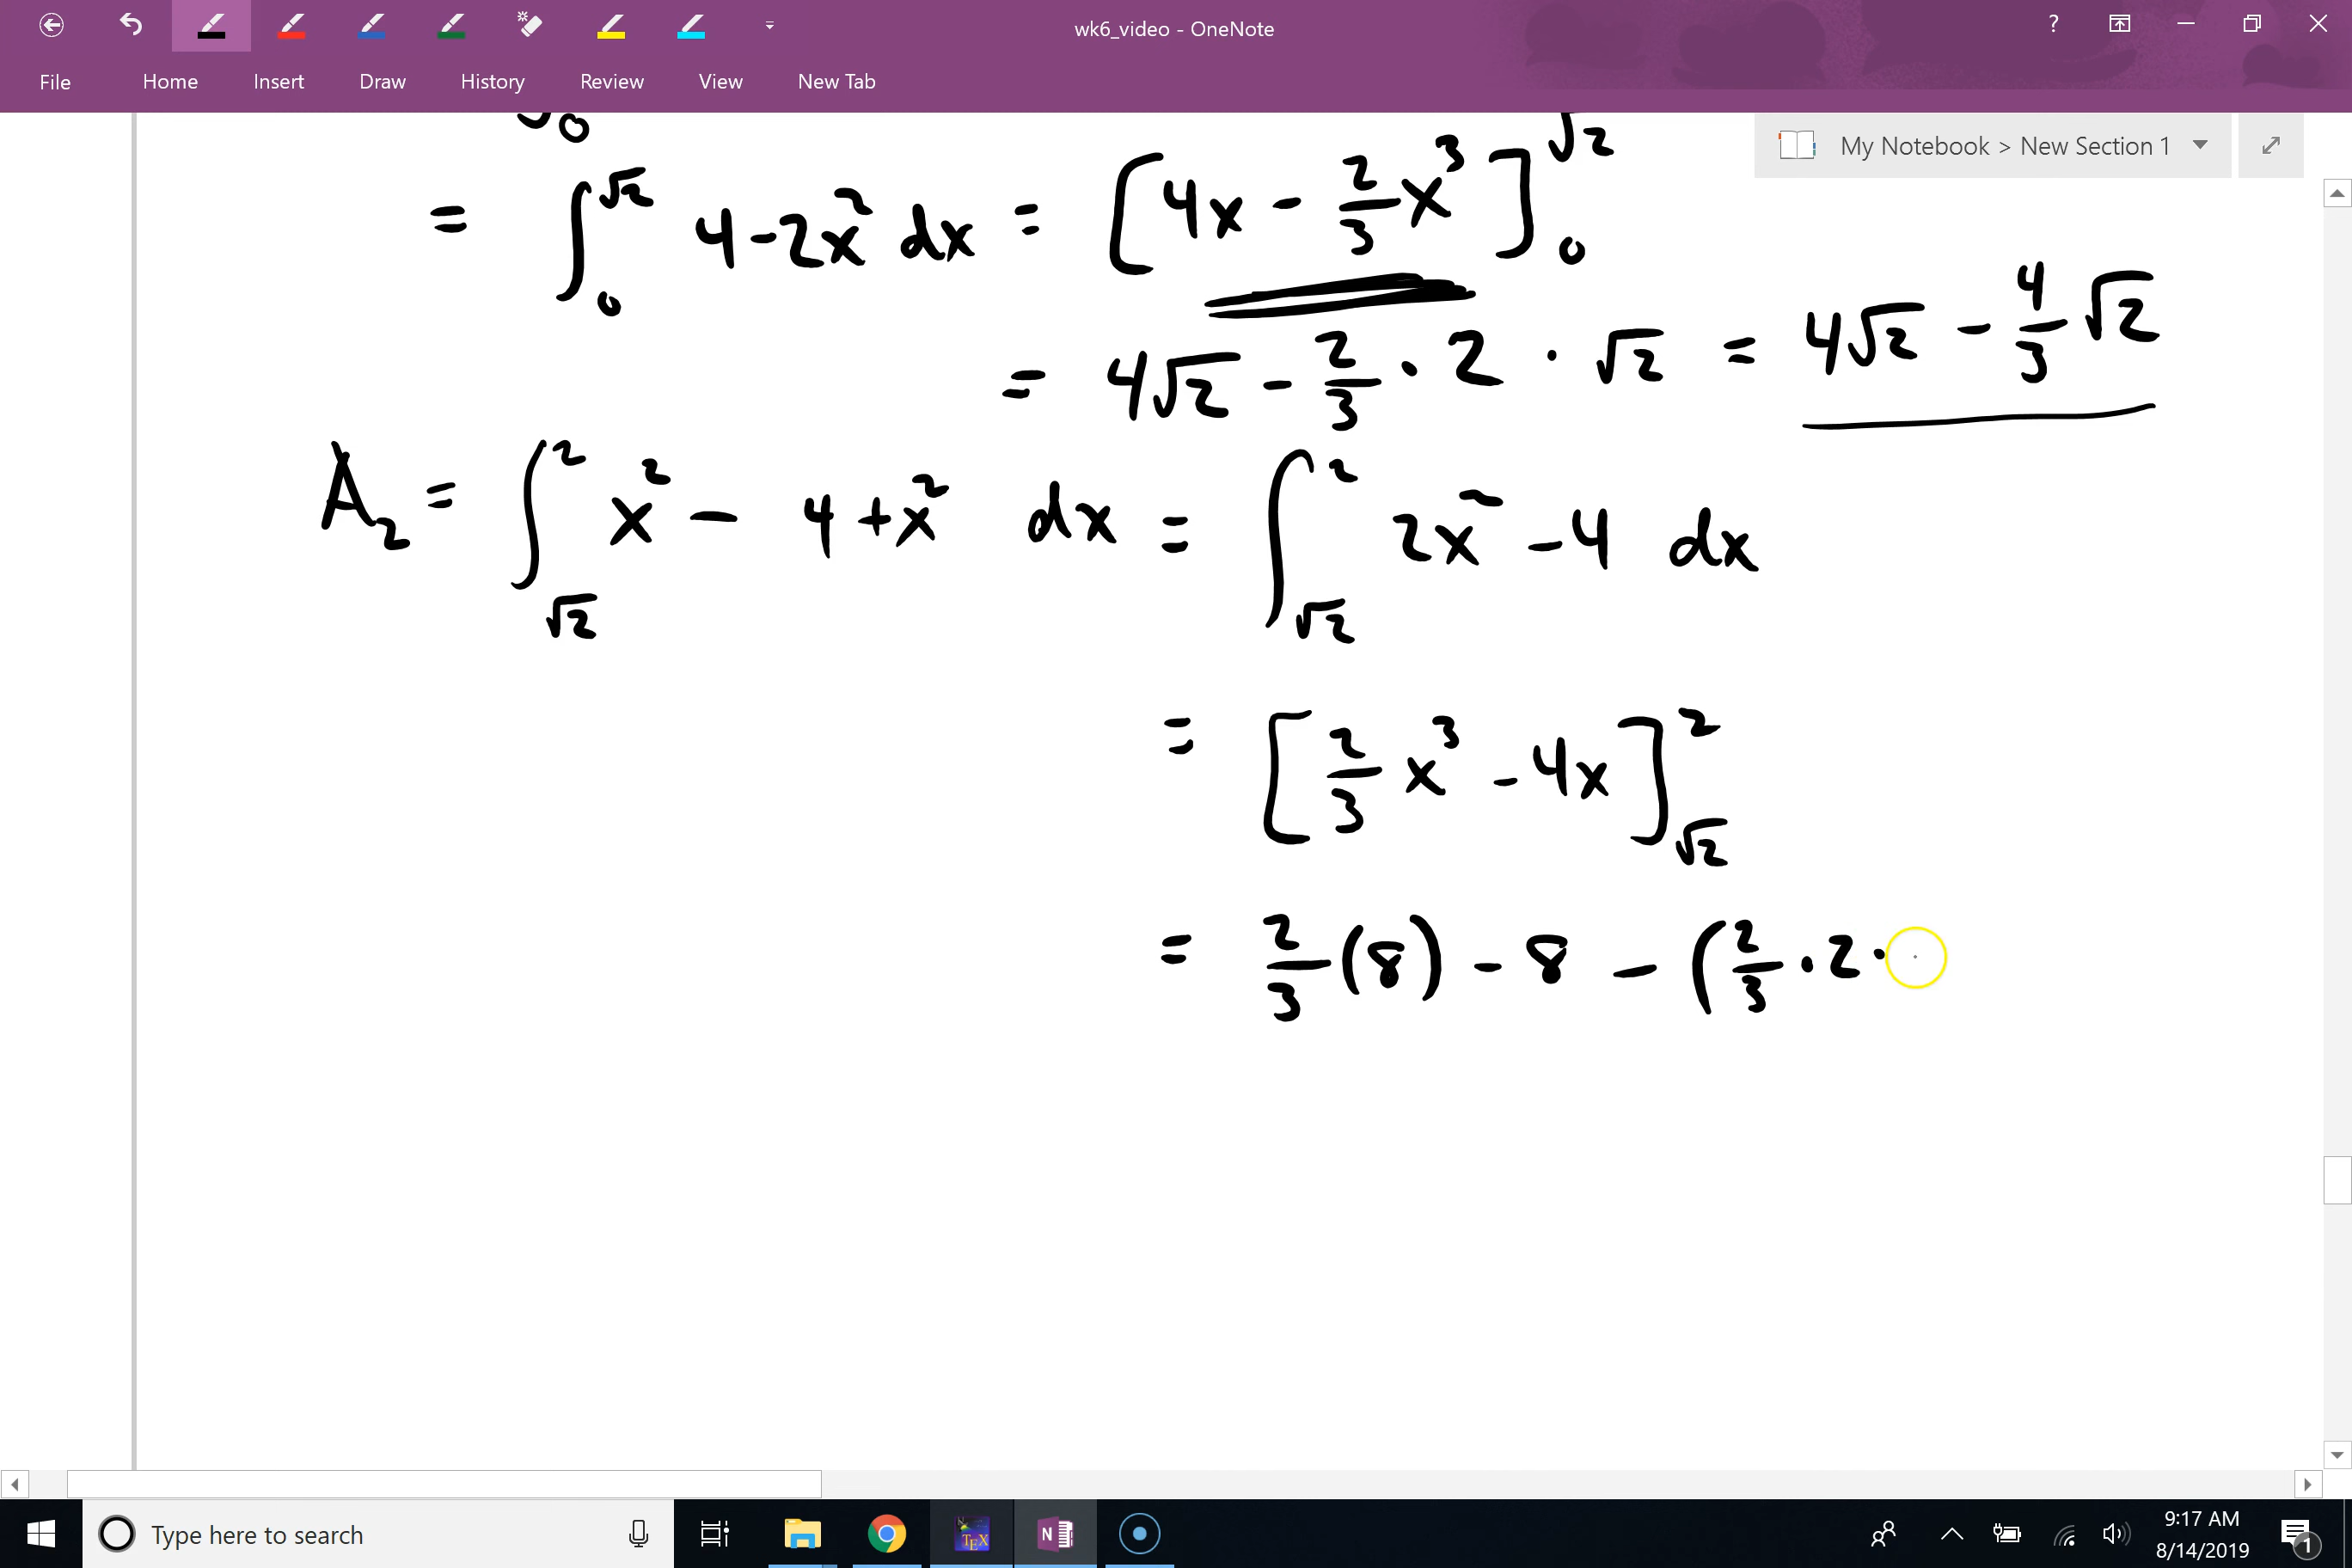 wk6_video - OneNote
?
File Home Insert Draw History Review View New Tab
My Notebook > New Section 1
0
= ∫₀^√2 4-2x² dx = [4x - 2/3 x³]₀^√2
= 4√2 - 2/3 · 2 · √2 = 4√2 - 4/3 √2
A₂ = ∫_√2^2 x² - 4+x² dx = ∫_√2^2 2x² -4 dx
= [2/3 x³ - 4x]_√2^2
= 2/3 (8) - 8 - (2/3 · 2 ·
Type here to search
TEX
N
9:17 AM
8/14/2019
1